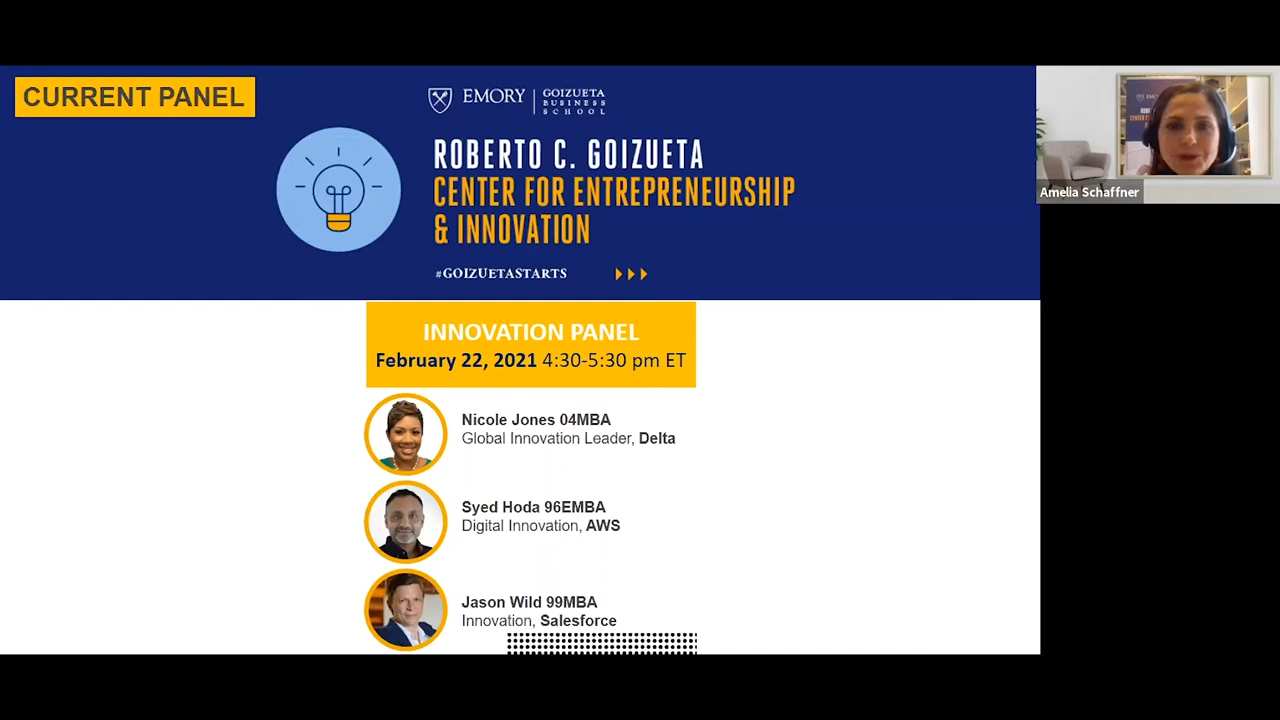 CURRENT PANEL
EMORY
GOIZUETA
BUSINESS
SCHOOL
ROBERTO C. GOIZUETA
CENTER FOR ENTREPRENEURSHIP
& INNOVATION
#GOIZUETASTARTS
INNOVATION PANEL
February 22, 2021 4:30-5:30 pm ET
Nicole Jones 04MBA
Global Innovation Leader, Delta
Syed Hoda 96EMBA
Digital Innovation, AWS
Jason Wild 99MBA
Innovation, Salesforce
Amelia Schaffner